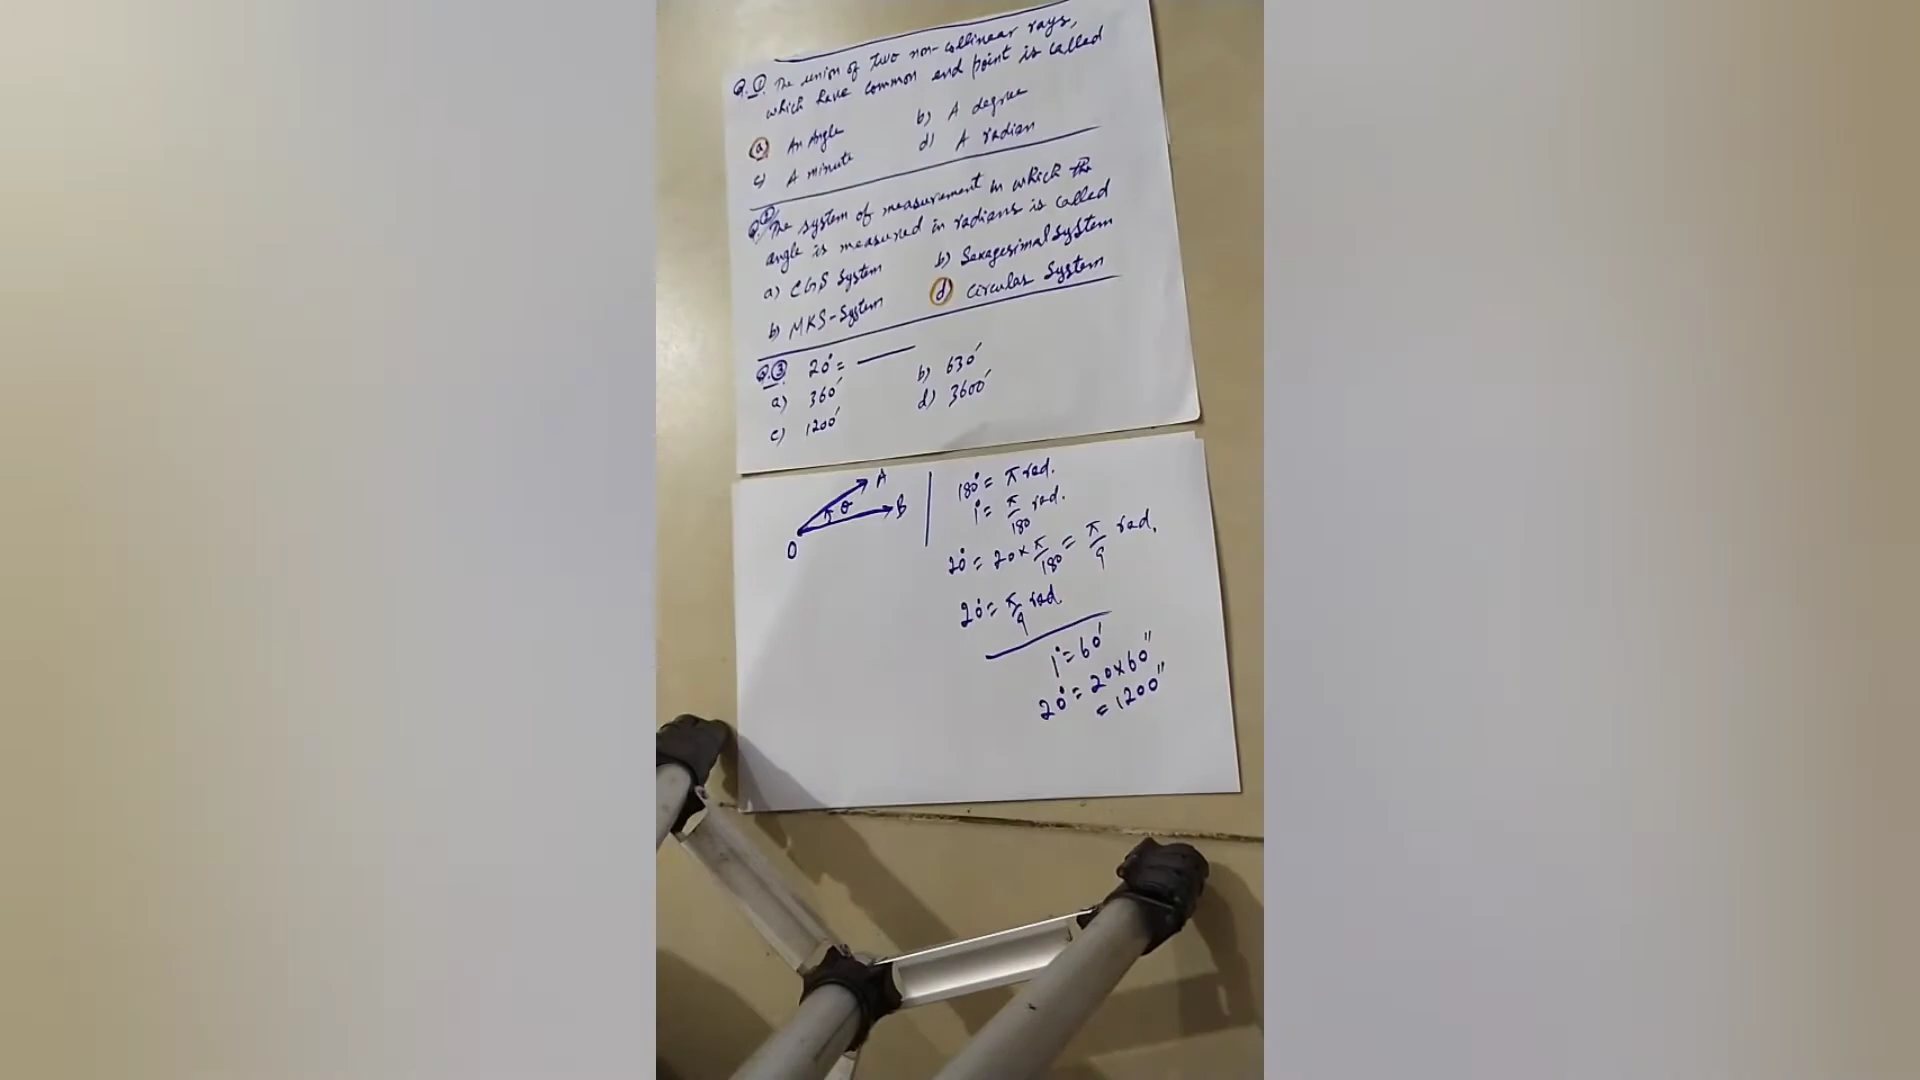 Q.① The union of two non-collinear rays,
which have common end point is called
a) An Angle b) A degree
c) A minute d) A radian
Q.② The system of measurement in which the
angle is measured in radians is called
a) CGS System b) Sexagesimal System
b) MKS-System d) Circular System
Q.③ 20° = ____
a) 360′ b) 630′
c) 1200′ d) 3600′
A
θ
B
O
180° = π rad.
1° = π/180 rad.
20° = 20 × π/180 = π/9 rad.
20° = π/9 rad
1° = 60′
20° = 20×60″
= 1200″